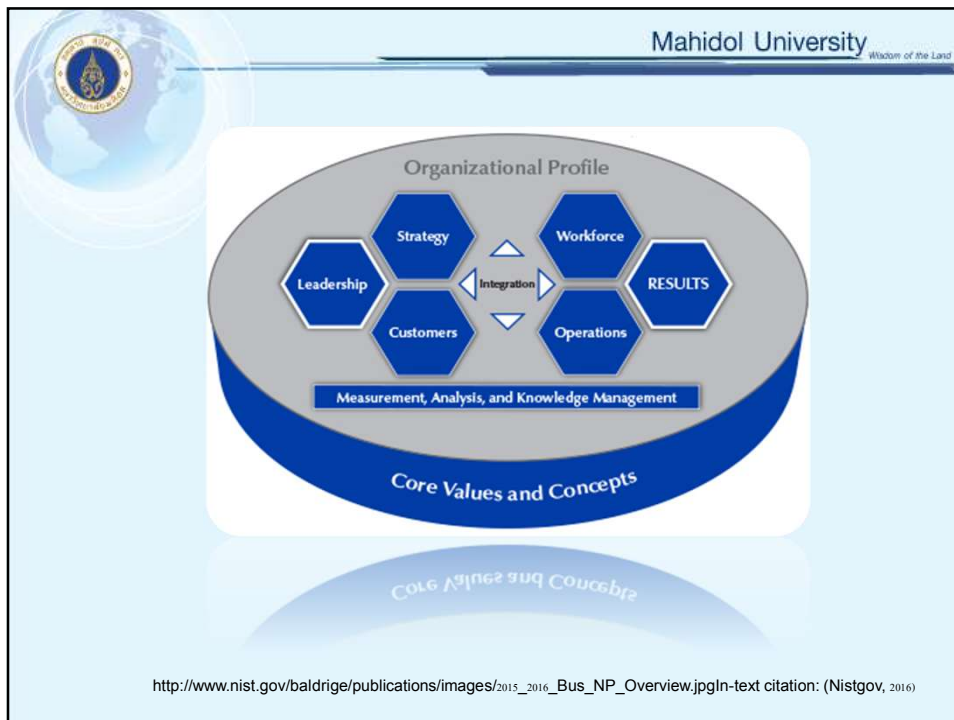 Mahidol University
Wisdom of the Land
Organizational Profile
Strategy
Workforce
Leadership
Integration
RESULTS
Customers
Operations
Measurement, Analysis, and Knowledge Management
Core Values and Concepts
Core Values and Concepts
http://www.nist.gov/baldrige/publications/images/2015_2016_Bus_NP_Overview.jpgIn-text citation: (Nistgov, 2016)